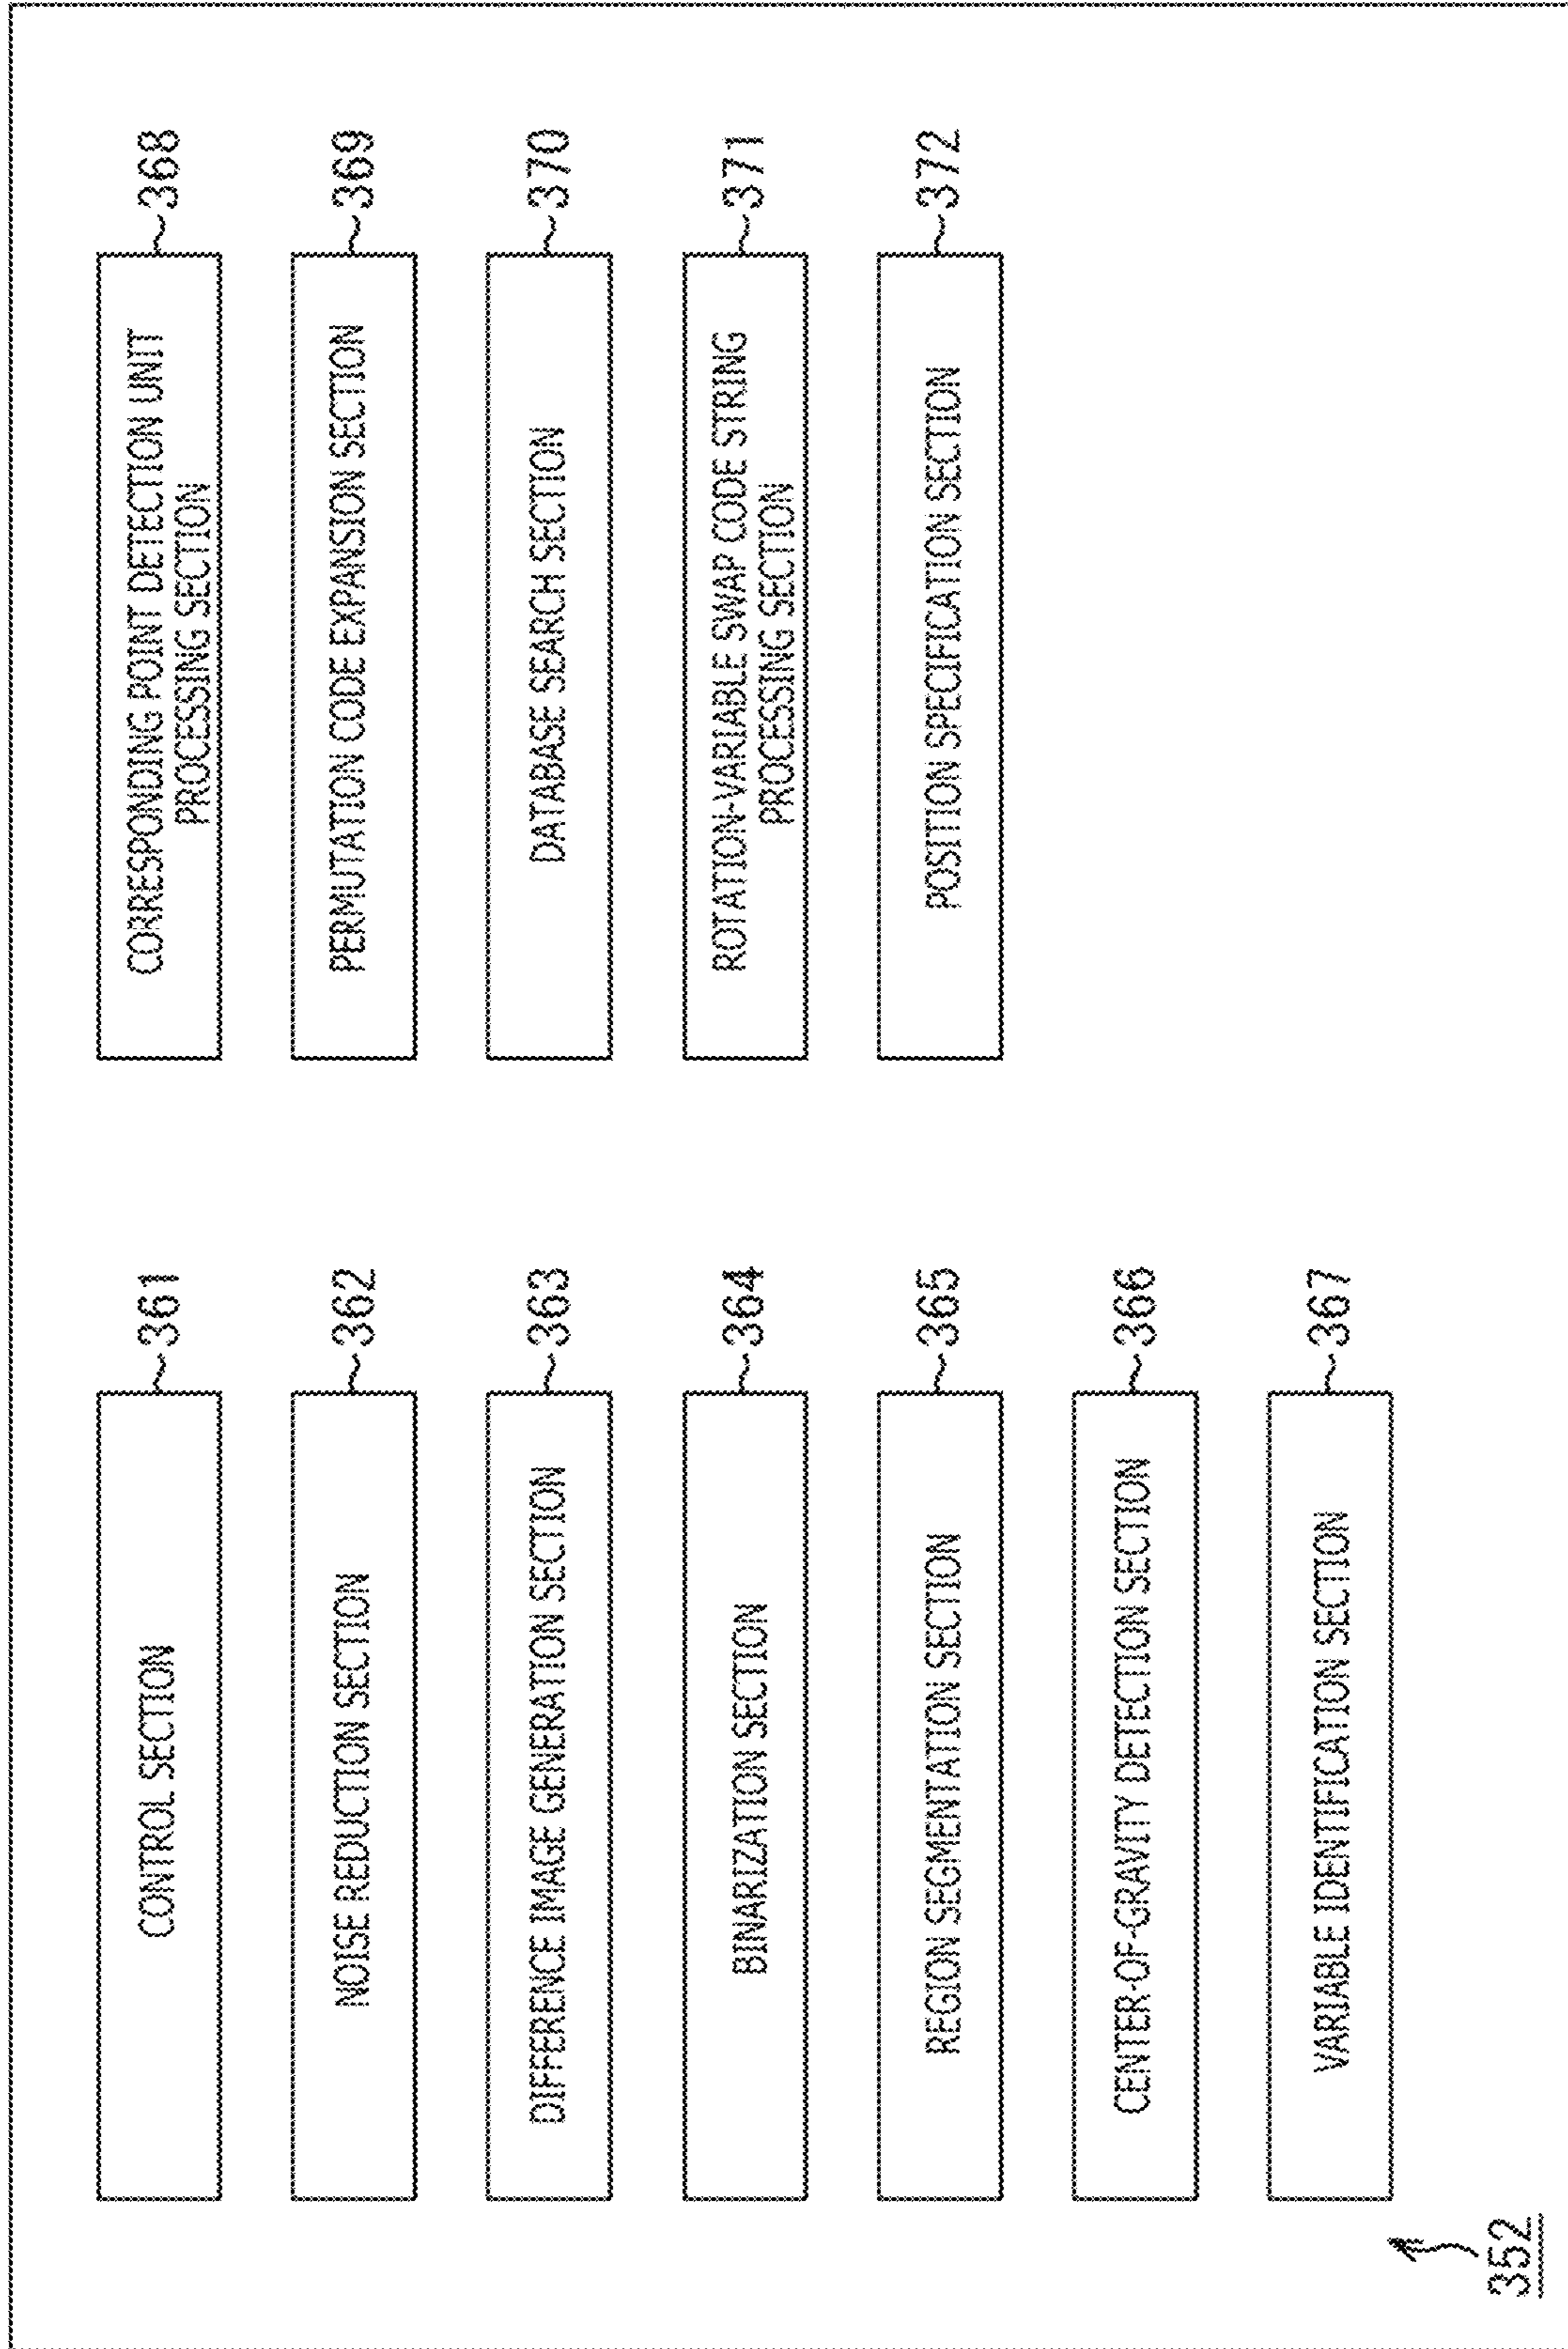 CONTROL SECTION
361
NOISE REDUCTION SECTION
362
DIFFERENCE IMAGE GENERATION SECTION
363
BINARIZATION SECTION
364
REGION SEGMENTATION SECTION
365
CENTER-OF-GRAVITY DETECTION SECTION
366
VARIABLE IDENTIFICATION SECTION
367
CORRESPONDING POINT DETECTION UNIT
PROCESSING SECTION
368
PERMUTATION CODE EXPANSION SECTION
369
DATABASE SEARCH SECTION
370
ROTATION-VARIABLE SWAP CODE STRING
PROCESSING SECTION
371
POSITION SPECIFICATION SECTION
372
352